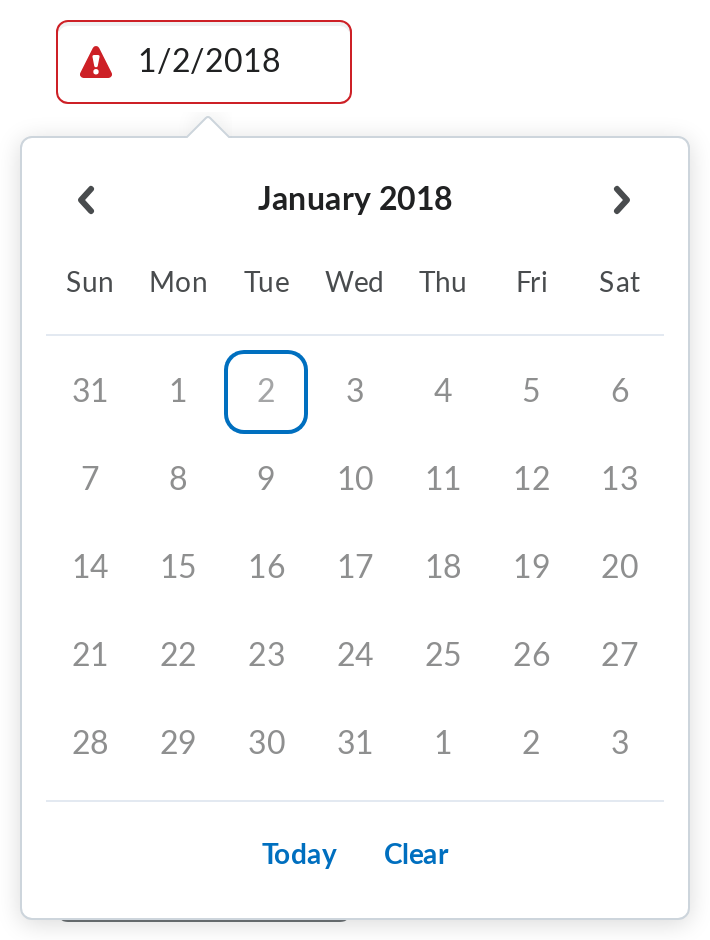 1/2/2018
January 2018
Sun Mon Tue Wed Thu Fri Sat
31 1 2 3 4 5 6
7 8 9 10 11 12 13
14 15 16 17 18 19 20
21 22 23 24 25 26 27
28 29 30 31 1 2 3
Today Clear